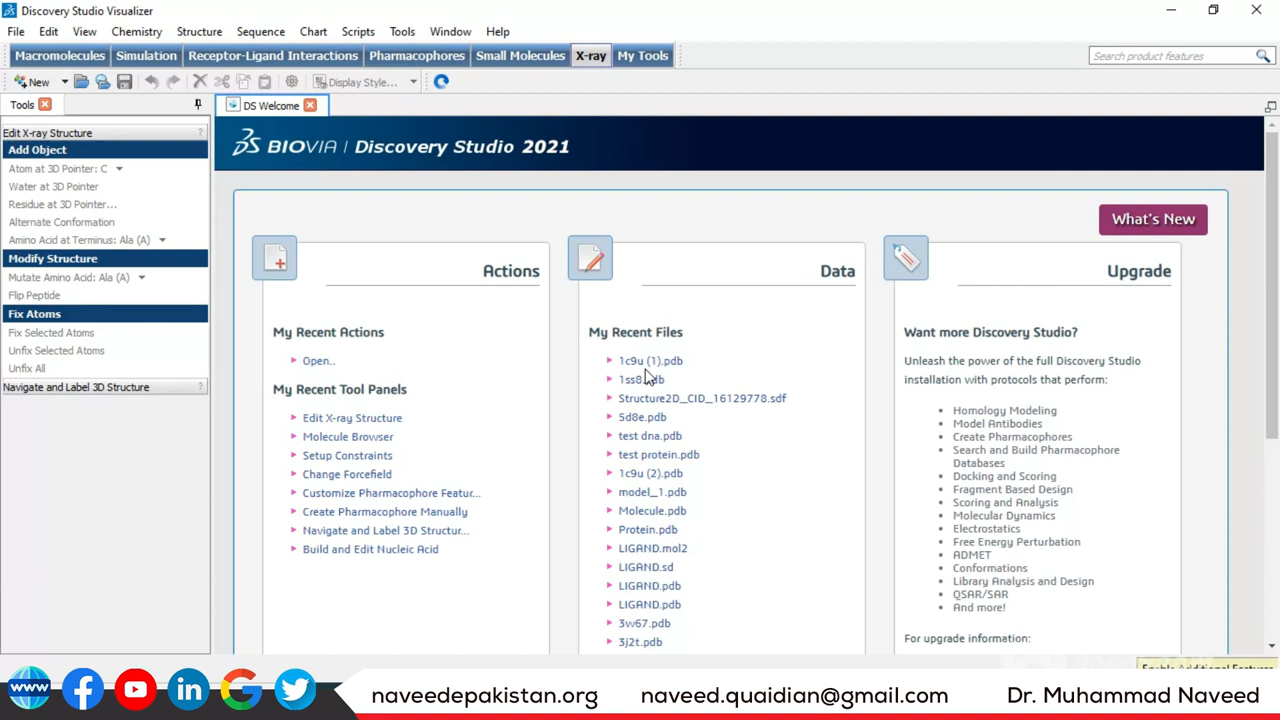 Discovery Studio Visualizer
File Edit View Chemistry Structure Sequence Chart Scripts Tools Window Help
Macromolecules Simulation Receptor-Ligand Interactions Pharmacophores Small Molecules X-ray My Tools
Search product features
New Display Style...
Tools
DS Welcome
Edit X-ray Structure ?
Add Object
Atom at 3D Pointer: C
Water at 3D Pointer
Residue at 3D Pointer...
Alternate Conformation
Amino Acid at Terminus: Ala (A)
Modify Structure
Mutate Amino Acid: Ala (A)
Flip Peptide
Fix Atoms
Fix Selected Atoms
Unfix Selected Atoms
Unfix All
Navigate and Label 3D Structure ?
BIOVIA | Discovery Studio 2021
What's New
Actions
My Recent Actions
Open..
My Recent Tool Panels
Edit X-ray Structure
Molecule Browser
Setup Constraints
Change Forcefield
Customize Pharmacophore Featur...
Create Pharmacophore Manually
Navigate and Label 3D Structur...
Build and Edit Nucleic Acid
Data
My Recent Files
1c9u (1).pdb
1ss8.pdb
Structure2D_CID_16129778.sdf
5d8e.pdb
test dna.pdb
test protein.pdb
1c9u (2).pdb
model_1.pdb
Molecule.pdb
Protein.pdb
LIGAND.mol2
LIGAND.sd
LIGAND.pdb
LIGAND.pdb
3w67.pdb
3j2t.pdb
Upgrade
Want more Discovery Studio?
Unleash the power of the full Discovery Studio
installation with protocols that perform:
Homology Modeling
Model Antibodies
Create Pharmacophores
Search and Build Pharmacophore
Databases
Docking and Scoring
Fragment Based Design
Scoring and Analysis
Molecular Dynamics
Electrostatics
Free Energy Perturbation
ADMET
Conformations
Library Analysis and Design
QSAR/SAR
And more!
For upgrade information:
Enable Additional Features
www
naveedepakistan.org naveed.quaidian@gmail.com Dr. Muhammad Naveed